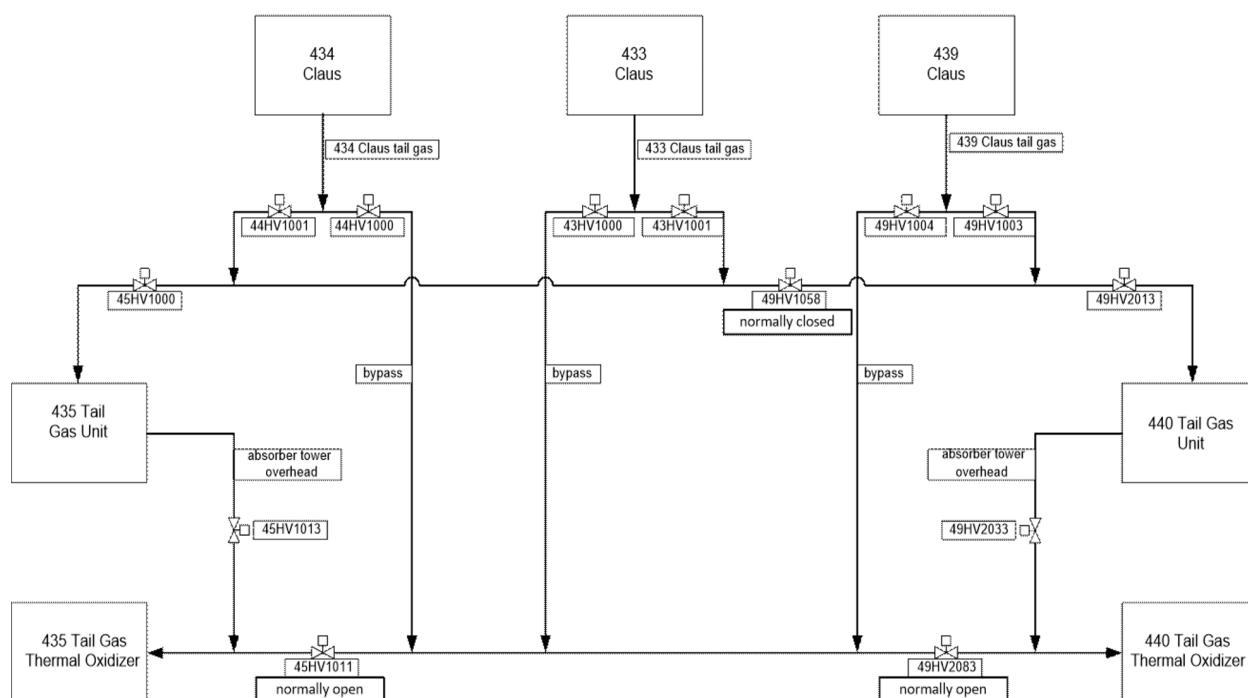 434
Claus
433
Claus
439
Claus
434 Claus tail gas
433 Claus tail gas
439 Claus tail gas
44HV1001
44HV1000
43HV1000
43HV1001
49HV1004
49HV1003
45HV1000
49HV1058
normally closed
49HV2013
bypass
bypass
bypass
435 Tail
Gas Unit
440 Tail Gas
Unit
absorber tower
overhead
absorber tower
overhead
45HV1013
49HV2033
435 Tail Gas
Thermal Oxidizer
45HV1011
normally open
49HV2083
normally open
440 Tail Gas
Thermal Oxidizer